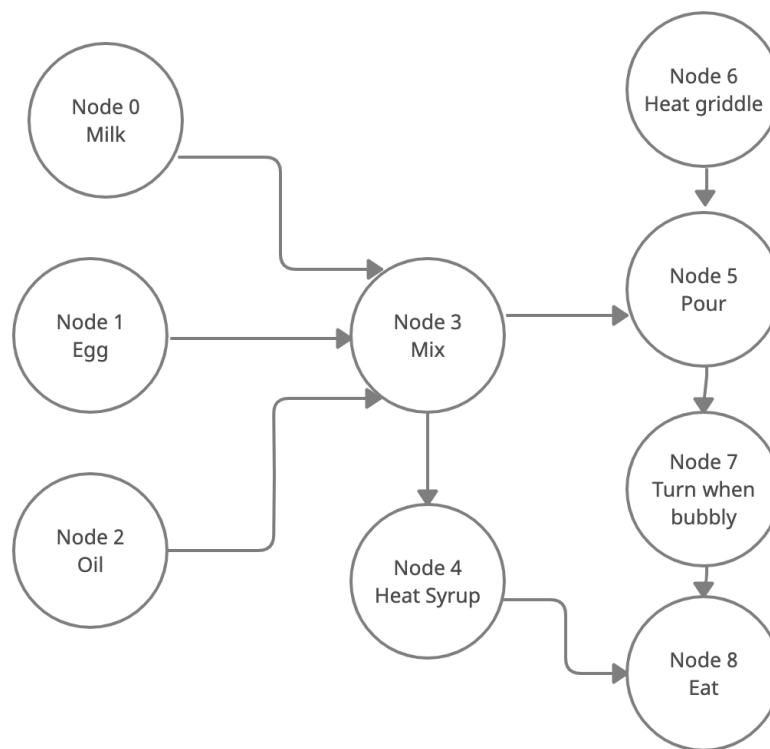 Node 0
Milk
Node 1
Egg
Node 2
Oil
Node 3
Mix
Node 4
Heat Syrup
Node 6
Heat griddle
Node 5
Pour
Node 7
Turn when
bubbly
Node 8
Eat